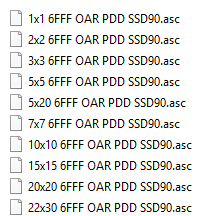 1x1 6FFF OAR PDD SSD90.asc
2x2 6FFF OAR PDD SSD90.asc
3x3 6FFF OAR PDD SSD90.asc
5x5 6FFF OAR PDD SSD90.asc
5x20 6FFF OAR PDD SSD90.asc
7x7 6FFF OAR PDD SSD90.asc
10x10 6FFF OAR PDD SSD90.asc
15x15 6FFF OAR PDD SSD90.asc
20x20 6FFF OAR PDD SSD90.asc
22x30 6FFF OAR PDD SSD90.asc